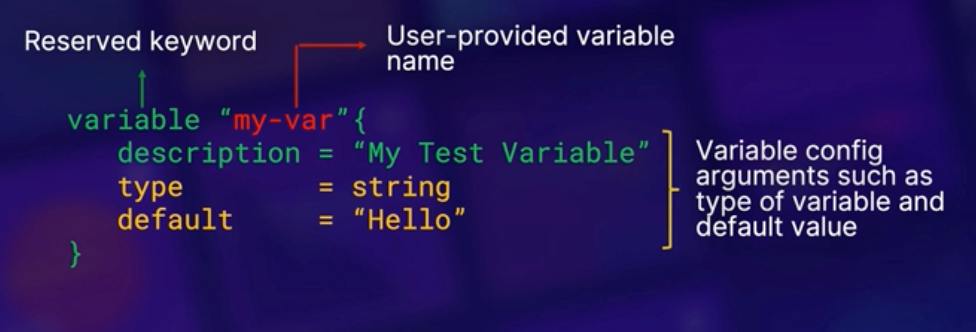 Reserved keyword
User-provided variable
name
variable “my-var”{
description = “My Test Variable”
type = string
default = “Hello”
}
Variable config
arguments such as
type of variable and
default value